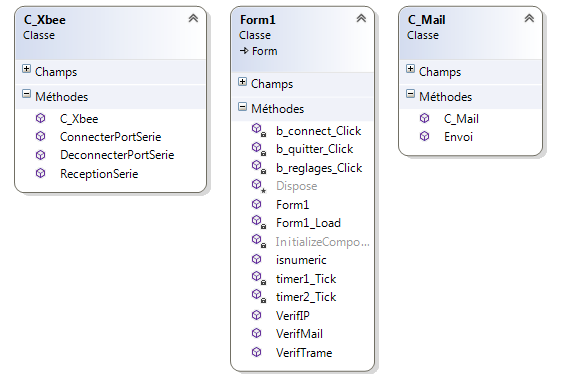 C_Xbee
Classe
Champs
Méthodes
C_Xbee
ConnecterPortSerie
DeconnecterPortSerie
ReceptionSerie
Form1
Classe
Form
Champs
Méthodes
b_connect_Click
b_quitter_Click
b_reglages_Click
Dispose
Form1
Form1_Load
InitializeCompo...
isnumeric
timer1_Tick
timer2_Tick
VerifIP
VerifMail
VerifTrame
C_Mail
Classe
Champs
Méthodes
C_Mail
Envoi